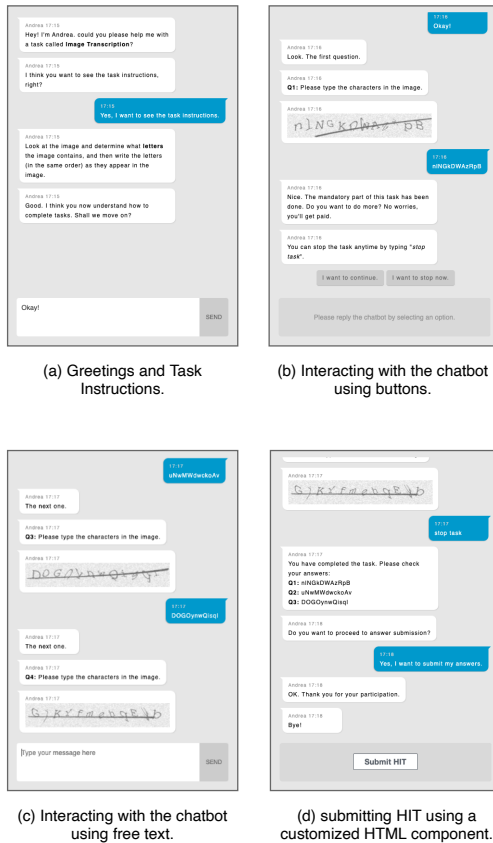 Andrea 17:15
Hey! I'm Andrea. could you please help me with
a task called Image Transcription?
Andrea 17:15
I think you want to see the task instructions,
right?
17:15
Yes, I want to see the task instructions.
Andrea 17:15
Look at the image and determine what letters
the image contains, and then write the letters
(in the same order) as they appear in the
image.
Andrea 17:15
Good. I think you now understand how to
complete tasks. Shall we move on?
Okay!
SEND
(a) Greetings and Task
Instructions.
17:16
Okay!
Andrea 17:16
Look. The first question.
Andrea 17:16
Q1: Please type the characters in the image.
Andrea 17:16
17:16
nlNGkDWAzRpB
Andrea 17:16
Nice. The mandatory part of this task has been
done. Do you want to do more? No worries,
you'll get paid.
Andrea 17:16
You can stop the task anytime by typing "stop
task".
I want to continue. I want to stop now.
Please reply the chatbot by selecting an option.
(b) Interacting with the chatbot
using buttons.
17:17
uNwMWdwckoAv
Andrea 17:17
The next one.
Andrea 17:17
Q3: Please type the characters in the image.
Andrea 17:17
17:17
DOGOynwQisql
Andrea 17:17
The next one.
Andrea 17:17
Q4: Please type the characters in the image.
Andrea 17:17
Type your message here
SEND
(c) Interacting with the chatbot
using free text.
Andrea 17:17
17:17
stop task
Andrea 17:17
You have completed the task. Please check
your answers:
Q1: nlNGkDWAzRpB
Q2: uNwMWdwckoAv
Q3: DOGOynwQisql
Andrea 17:18
Do you want to proceed to answer submission?
17:18
Yes, I want to submit my answers.
Andrea 17:18
OK. Thank you for your participation.
Andrea 17:18
Bye!
Submit HIT
(d) submitting HIT using a
customized HTML component.